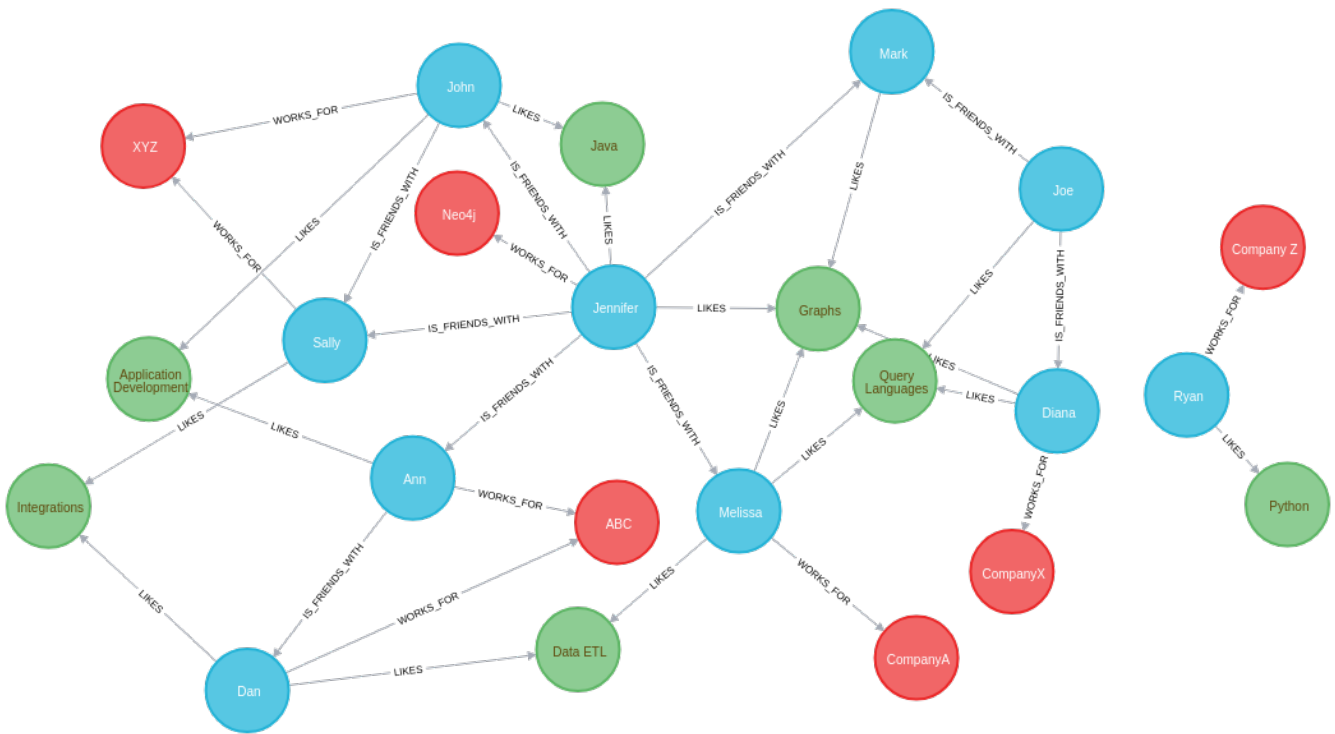 Mark
John
LIKES
IS_FRIENDS_WITH
WORKS_FOR
XYZ
Java
IS_FRIENDS_WITH
LIKES
Joe
IS_FRIENDS_WITH
IS_FRIENDS_WITH
Neo4j
LIKES
LIKES
WORKS_FOR
WORKS_FOR
Company Z
LIKES
IS_FRIENDS_WITH
Jennifer
LIKES
Graphs
WORKS_FOR
IS_FRIENDS_WITH
Sally
LIKES
Application
Development
IS_FRIENDS_WITH
IS_FRIENDS_WITH
Query
Languages
LIKES
Diana
Ryan
LIKES
LIKES
LIKES
LIKES
LIKES
Ann
WORKS_FOR
WORKS_FOR
Integrations
ABC
Melissa
Python
IS_FRIENDS_WITH
LIKES
WORKS_FOR
CompanyX
LIKES
WORKS_FOR
Data ETL
CompanyA
LIKES
Dan